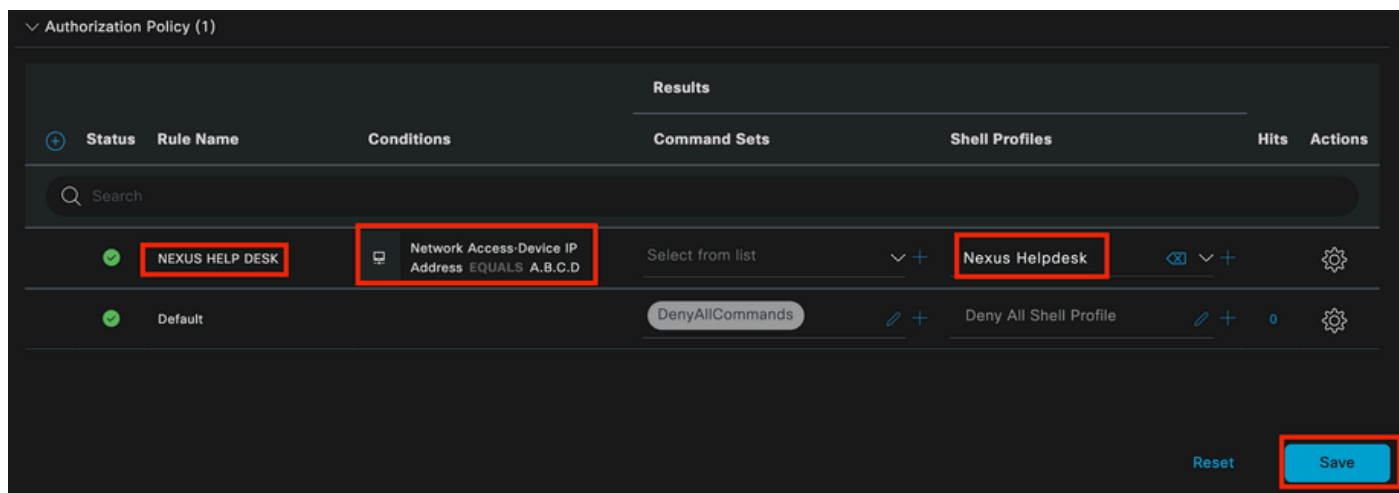 Authorization Policy (1)
Results
Status Rule Name Conditions Command Sets Shell Profiles Hits Actions
Search
NEXUS HELP DESK Network Access·Device IP Address EQUALS A.B.C.D Select from list Nexus Helpdesk
Default DenyAllCommands Deny All Shell Profile 0
Reset Save